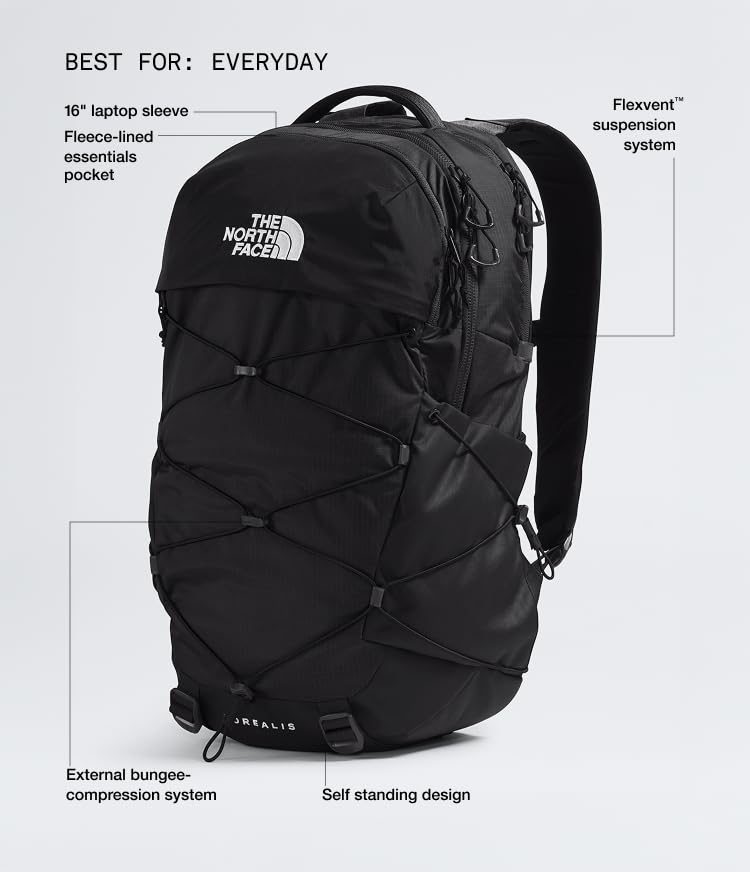 BEST FOR: EVERYDAY
16" laptop sleeve
Fleece-lined
essentials
pocket
Flexvent™
suspension
system
THE
NORTH
FACE
OREALIS
External bungee-
compression system
Self standing design